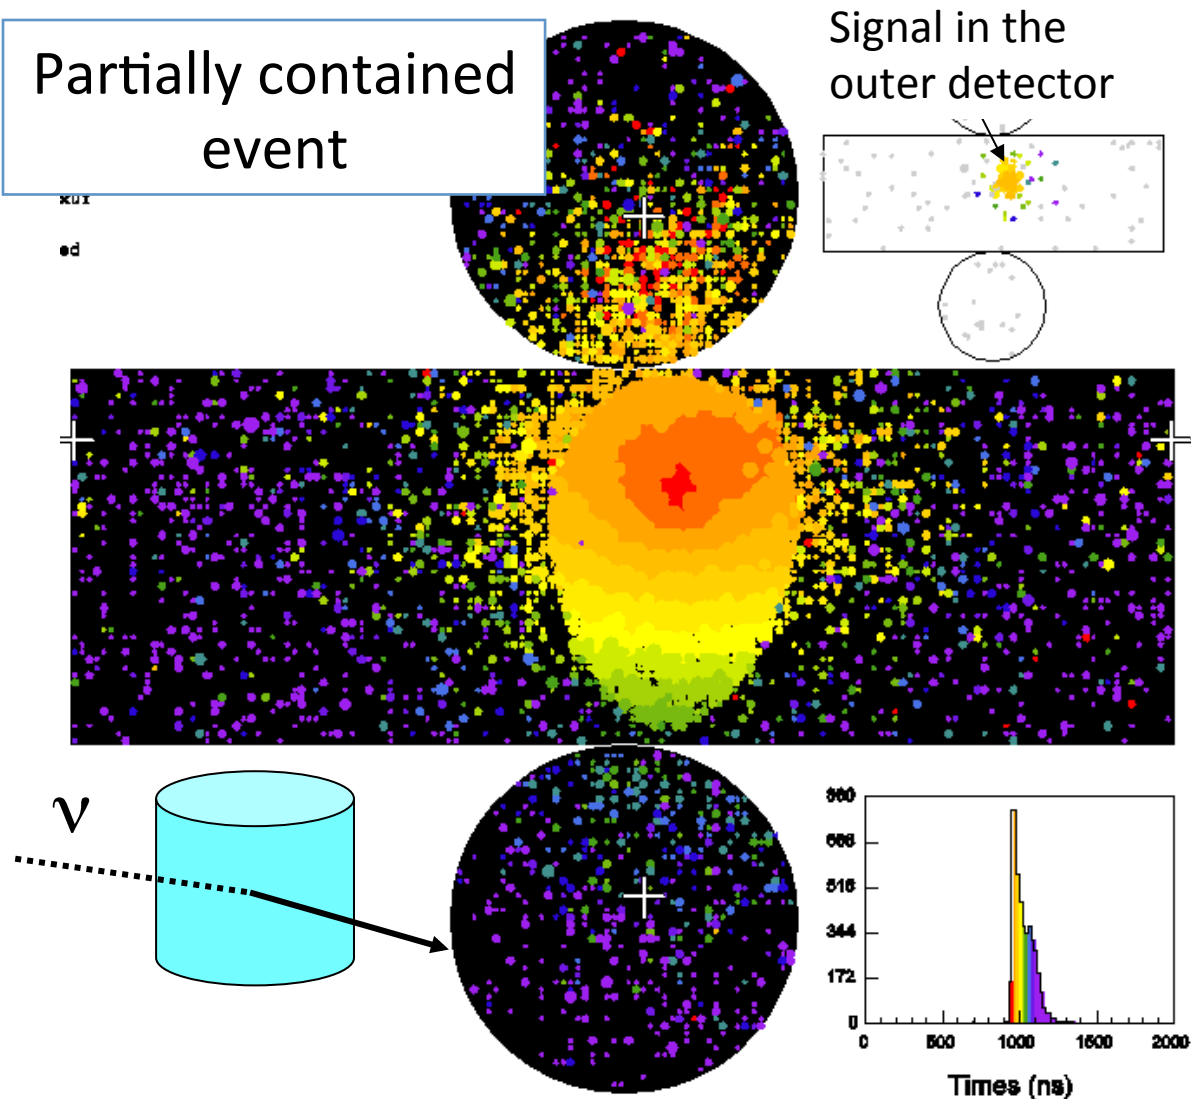 Partially contained
event
Signal in the
outer detector
ed
ν
860
688
516
344
172
0
0
500
1000
1500
2000
Times (ns)